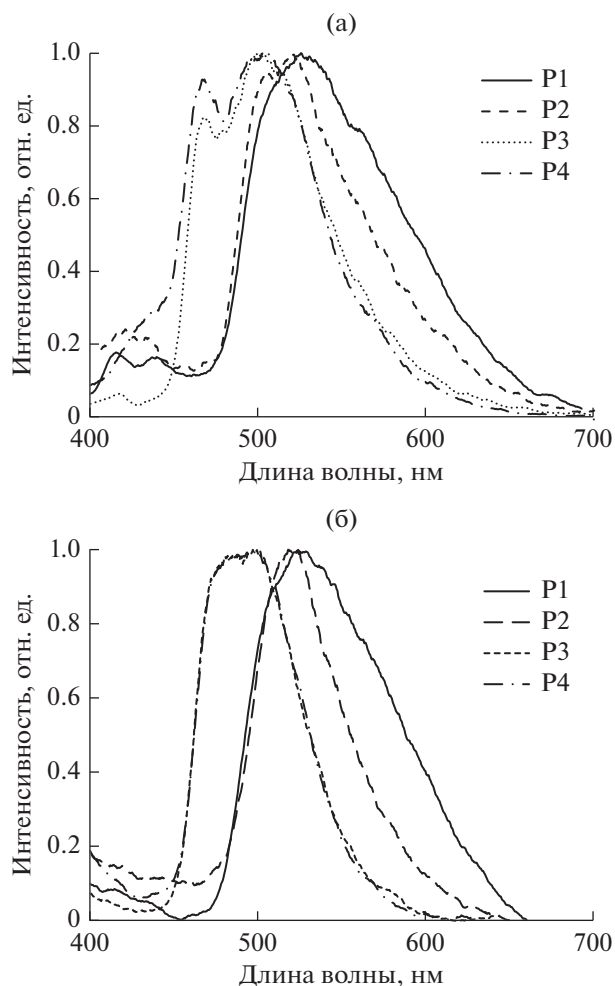 (а)
1.0
0.8
0.6
0.4
0.2
0
Интенсивность, отн. ед.
P1
P2
P3
P4
400
500
600
700
Длина волны, нм
(б)
1.0
0.8
0.6
0.4
0.2
0
Интенсивность, отн. ед.
P1
P2
P3
P4
400
500
600
700
Длина волны, нм